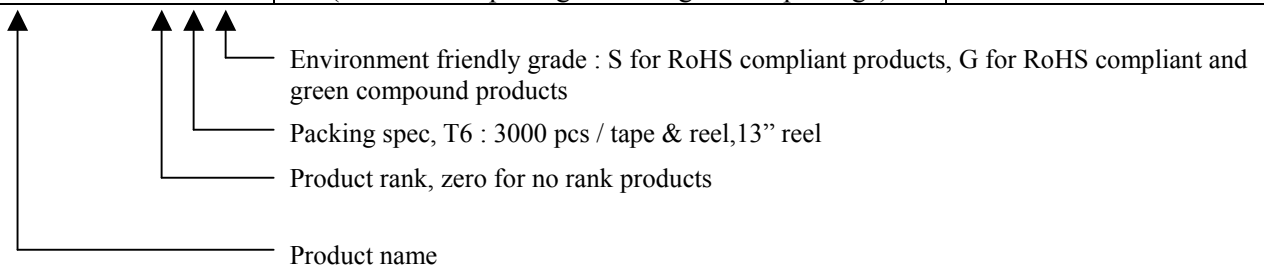 Environment friendly grade : S for RoHS compliant products, G for RoHS compliant and
green compound products
Packing spec, T6 : 3000 pcs / tape & reel,13” reel
Product rank, zero for no rank products
Product name